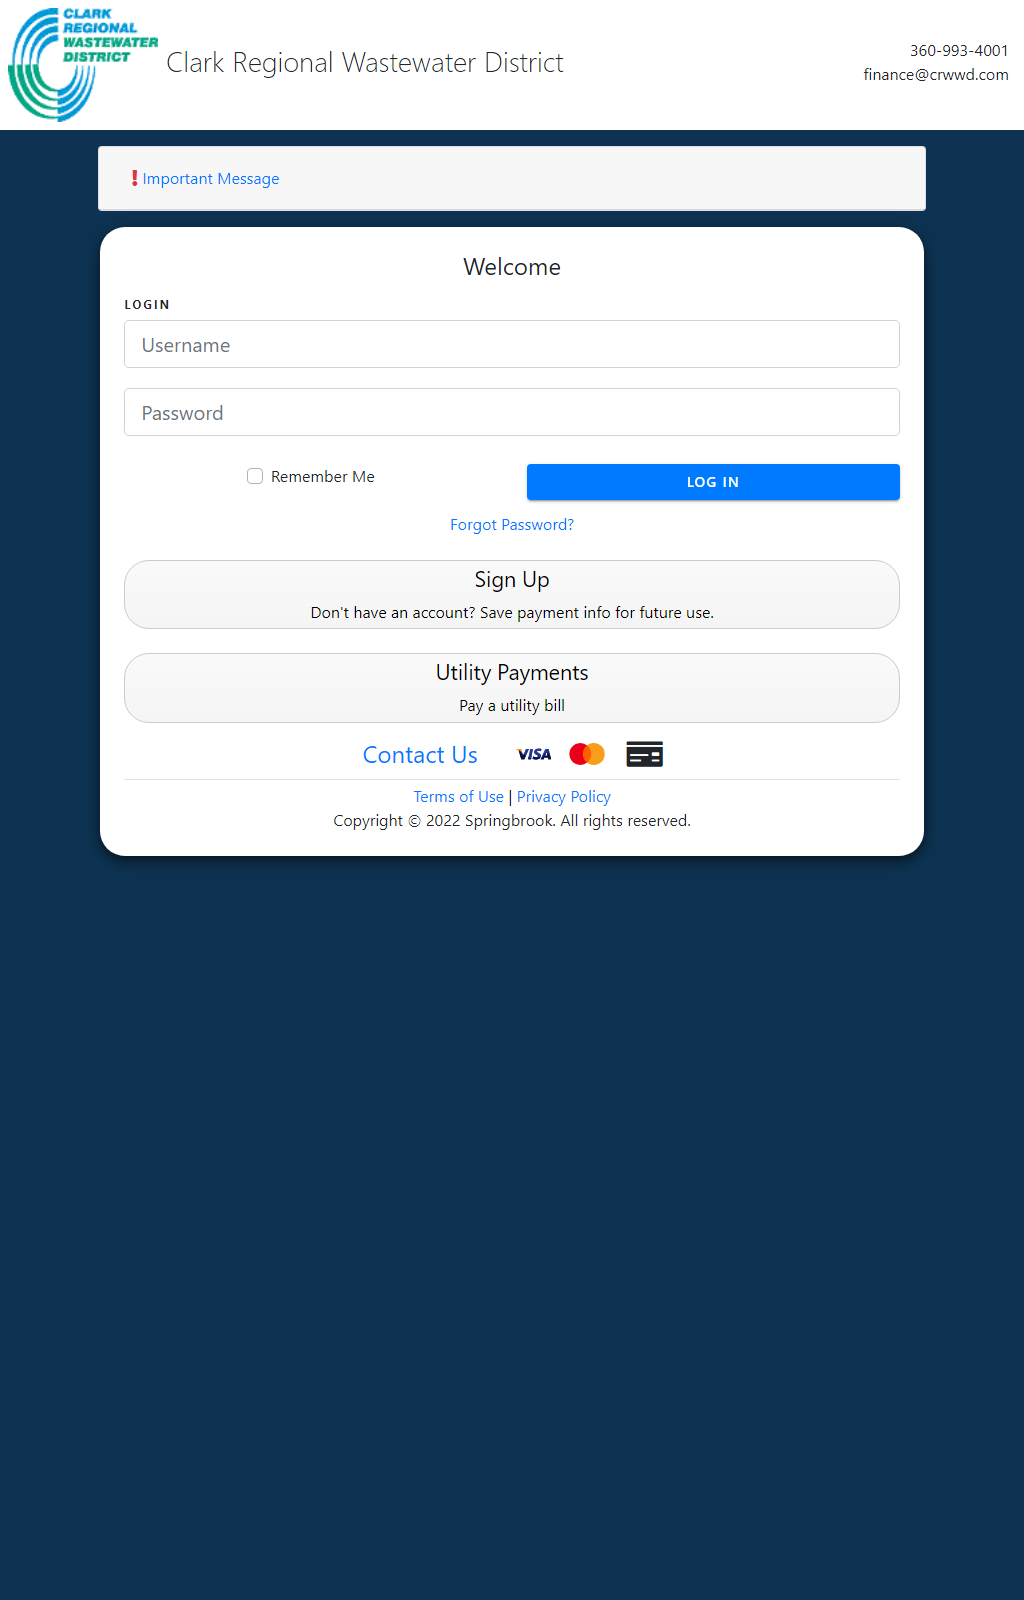 CLARK
REGIONAL
WASTEWATER
DISTRICT
Clark Regional Wastewater District
360-993-4001
finance@crwwd.com
Important Message
Welcome
LOGIN
Username
Password
Remember Me
LOG IN
Forgot Password?
Sign Up
Don't have an account? Save payment info for future use.
Utility Payments
Pay a utility bill
Contact Us
VISA
Terms of Use | Privacy Policy
Copyright © 2022 Springbrook. All rights reserved.